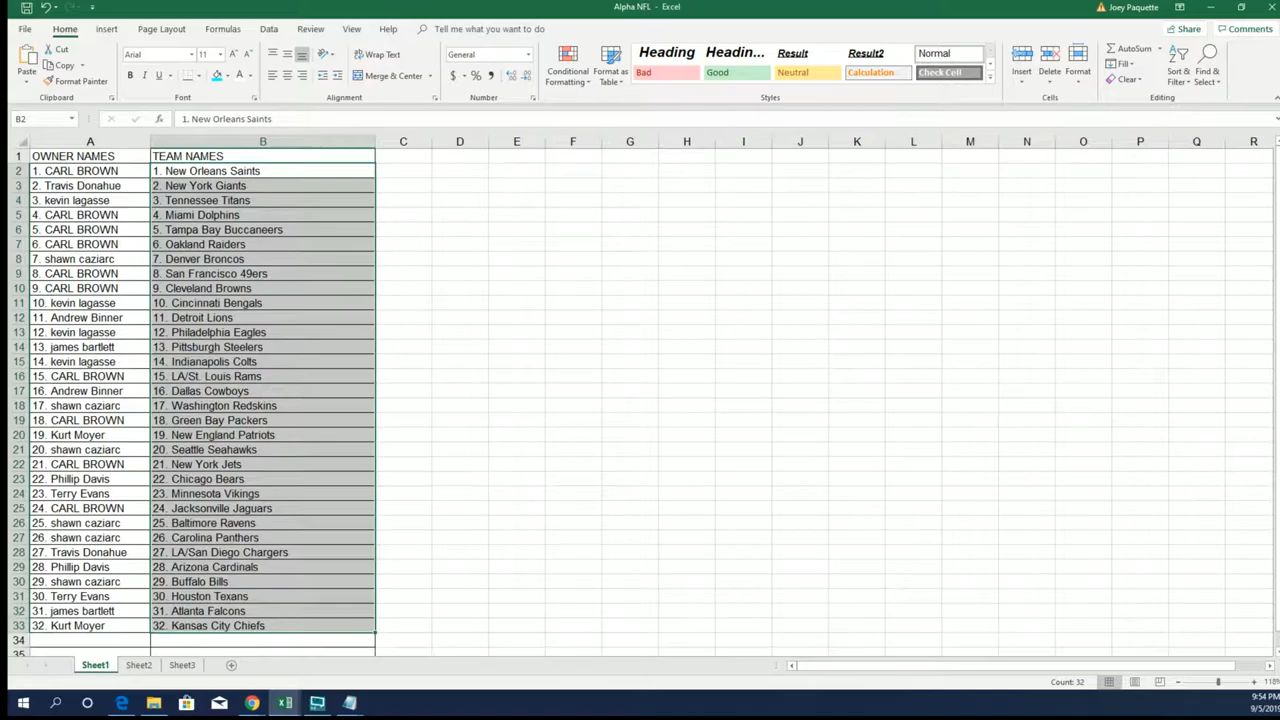 Alpha NFL - Excel
Joey Paquette
File Home Insert Page Layout Formulas Data Review View Help Tell me what you want to do
Share Comments
Cut
Copy
Format Painter
Paste
Clipboard
Arial 11
B I U
Font
Wrap Text
Merge & Center
Alignment
General
$ % ,
Number
Conditional Formatting
Format as Table
Heading Headin... Result Result2 Normal
Bad Good Neutral Calculation Check Cell
Styles
Insert Delete Format
Cells
AutoSum
Fill
Clear
Sort & Filter
Find & Select
Editing
B2 1. New Orleans Saints
A B C D E F G H I J K L M N O P Q R
1 OWNER NAMES TEAM NAMES
2 1. CARL BROWN 1. New Orleans Saints
3 2. Travis Donahue 2. New York Giants
4 3. kevin lagasse 3. Tennessee Titans
5 4. CARL BROWN 4. Miami Dolphins
6 5. CARL BROWN 5. Tampa Bay Buccaneers
7 6. CARL BROWN 6. Oakland Raiders
8 7. shawn caziarc 7. Denver Broncos
9 8. CARL BROWN 8. San Francisco 49ers
10 9. CARL BROWN 9. Cleveland Browns
11 10. kevin lagasse 10. Cincinnati Bengals
12 11. Andrew Binner 11. Detroit Lions
13 12. kevin lagasse 12. Philadelphia Eagles
14 13. james bartlett 13. Pittsburgh Steelers
15 14. kevin lagasse 14. Indianapolis Colts
16 15. CARL BROWN 15. LA/St. Louis Rams
17 16. Andrew Binner 16. Dallas Cowboys
18 17. shawn caziarc 17. Washington Redskins
19 18. CARL BROWN 18. Green Bay Packers
20 19. Kurt Moyer 19. New England Patriots
21 20. shawn caziarc 20. Seattle Seahawks
22 21. CARL BROWN 21. New York Jets
23 22. Phillip Davis 22. Chicago Bears
24 23. Terry Evans 23. Minnesota Vikings
25 24. CARL BROWN 24. Jacksonville Jaguars
26 25. shawn caziarc 25. Baltimore Ravens
27 26. shawn caziarc 26. Carolina Panthers
28 27. Travis Donahue 27. LA/San Diego Chargers
29 28. Phillip Davis 28. Arizona Cardinals
30 29. shawn caziarc 29. Buffalo Bills
31 30. Terry Evans 30. Houston Texans
32 31. james bartlett 31. Atlanta Falcons
33 32. Kurt Moyer 32. Kansas City Chiefs
34
35
Sheet1 Sheet2 Sheet3
Count: 32 118%
9:54 PM
9/5/201